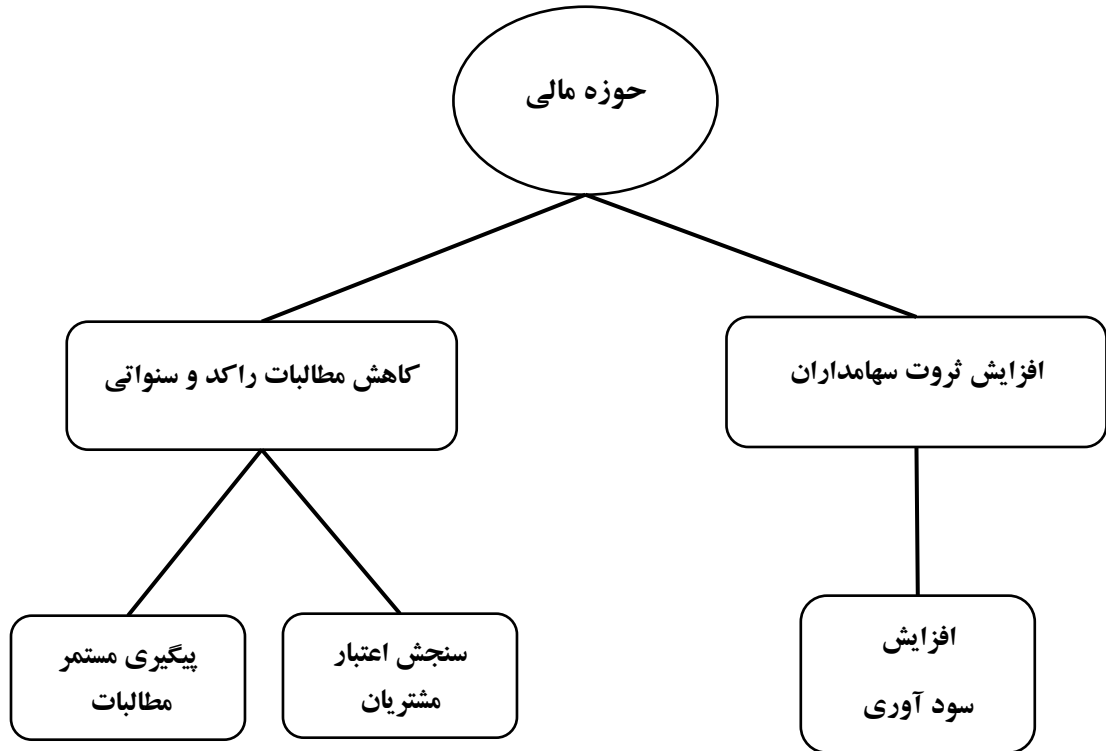 حوزه مالی
افزایش ثروت سهامداران
کاهش مطالبات راکد و سنواتی
افزایش
سود آوری
سنجش اعتبار
مشتریان
پیگیری مستمر
مطالبات